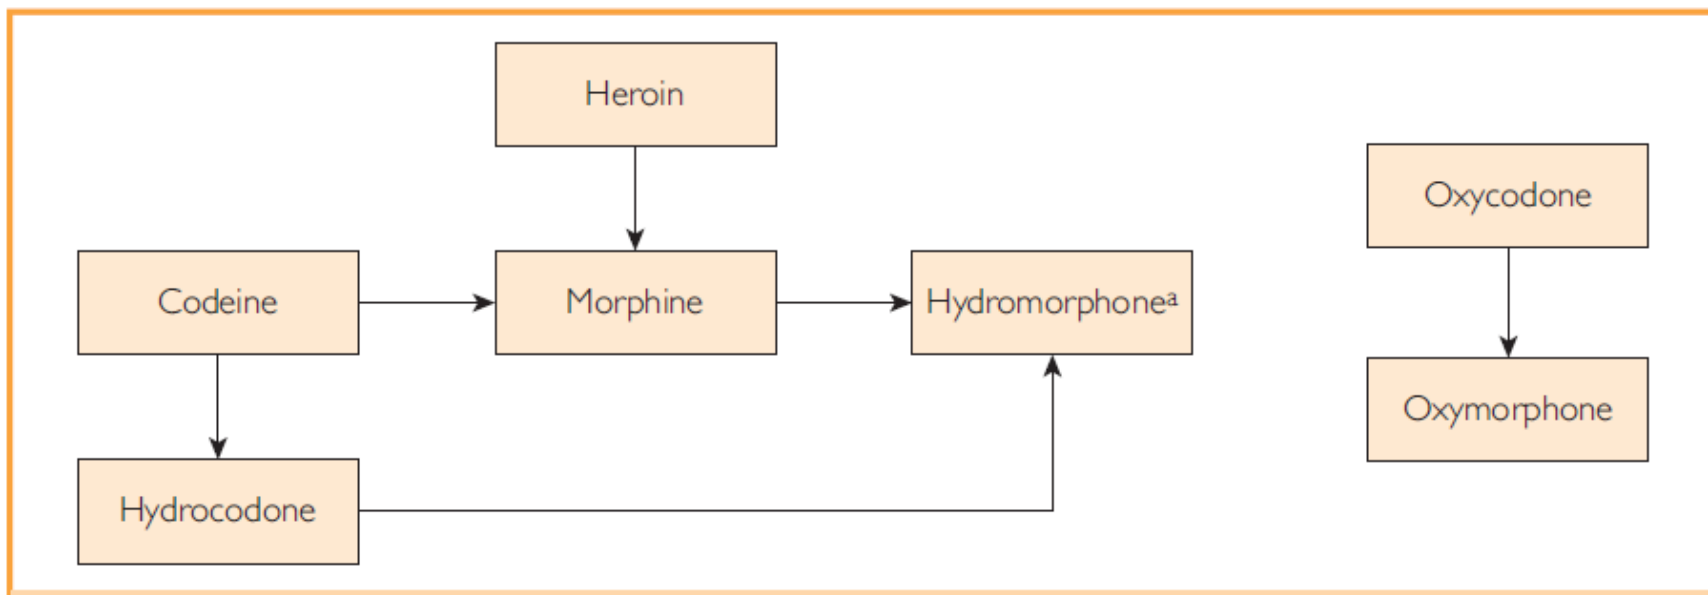 Heroin
Oxycodone
Codeine
Morphine
Hydromorphoneª
Oxymorphone
Hydrocodone